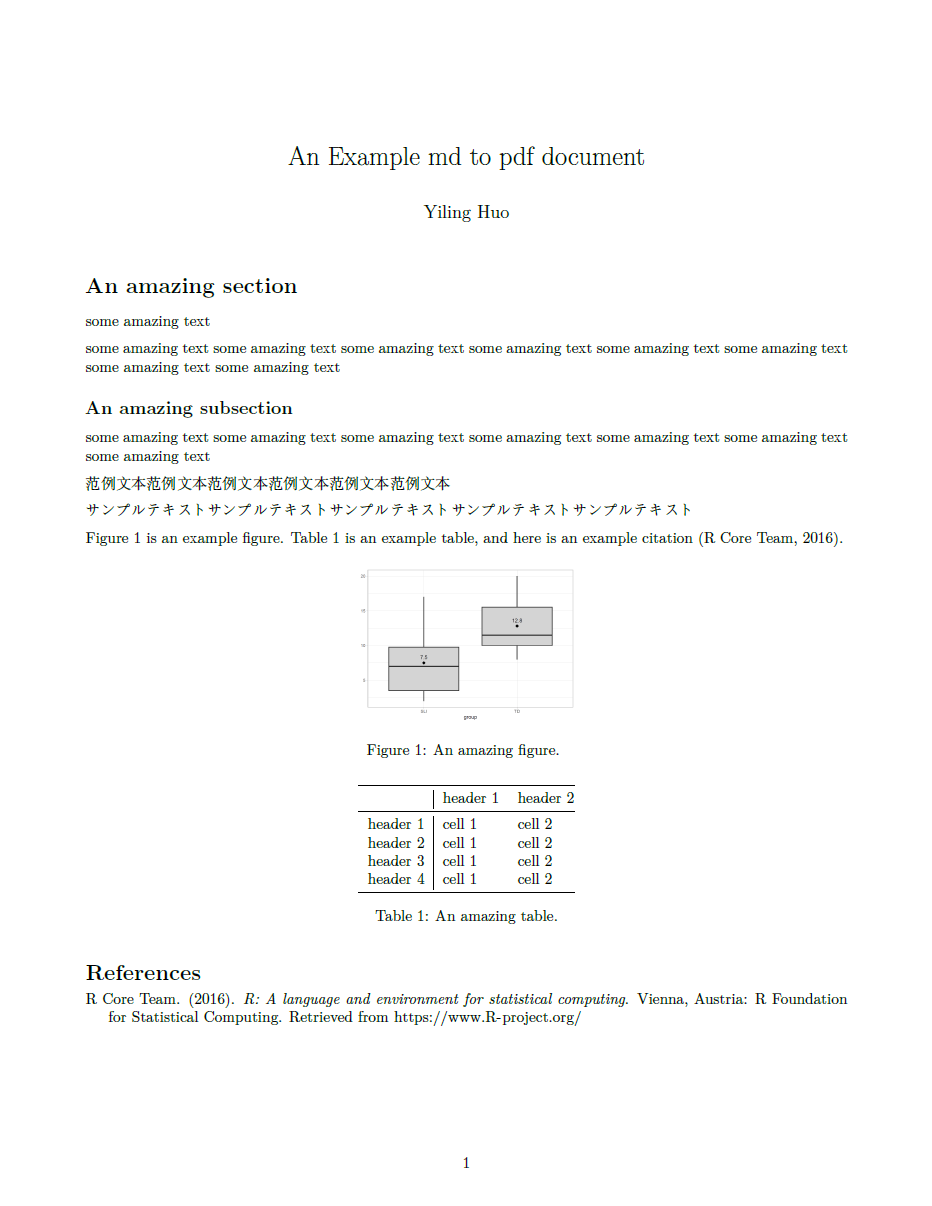 An Example md to pdf document
Yiling Huo
An amazing section
some amazing text
some amazing text some amazing text some amazing text some amazing text some amazing text some amazing text
some amazing text some amazing text
An amazing subsection
some amazing text some amazing text some amazing text some amazing text some amazing text some amazing text
some amazing text
范例文本范例文本范例文本范例文本范例文本范例文本
サンプルテキストサンプルテキストサンプルテキストサンプルテキストサンプルテキスト
Figure 1 is an example figure. Table 1 is an example table, and here is an example citation (R Core Team, 2016).
20
15
10
5
12.8
7.5
SLI TD
group
Figure 1: An amazing figure.
header 1 header 2
header 1 cell 1 cell 2
header 2 cell 1 cell 2
header 3 cell 1 cell 2
header 4 cell 1 cell 2
Table 1: An amazing table.
References
R Core Team. (2016). R: A language and environment for statistical computing. Vienna, Austria: R Foundation
for Statistical Computing. Retrieved from https://www.R-project.org/
1